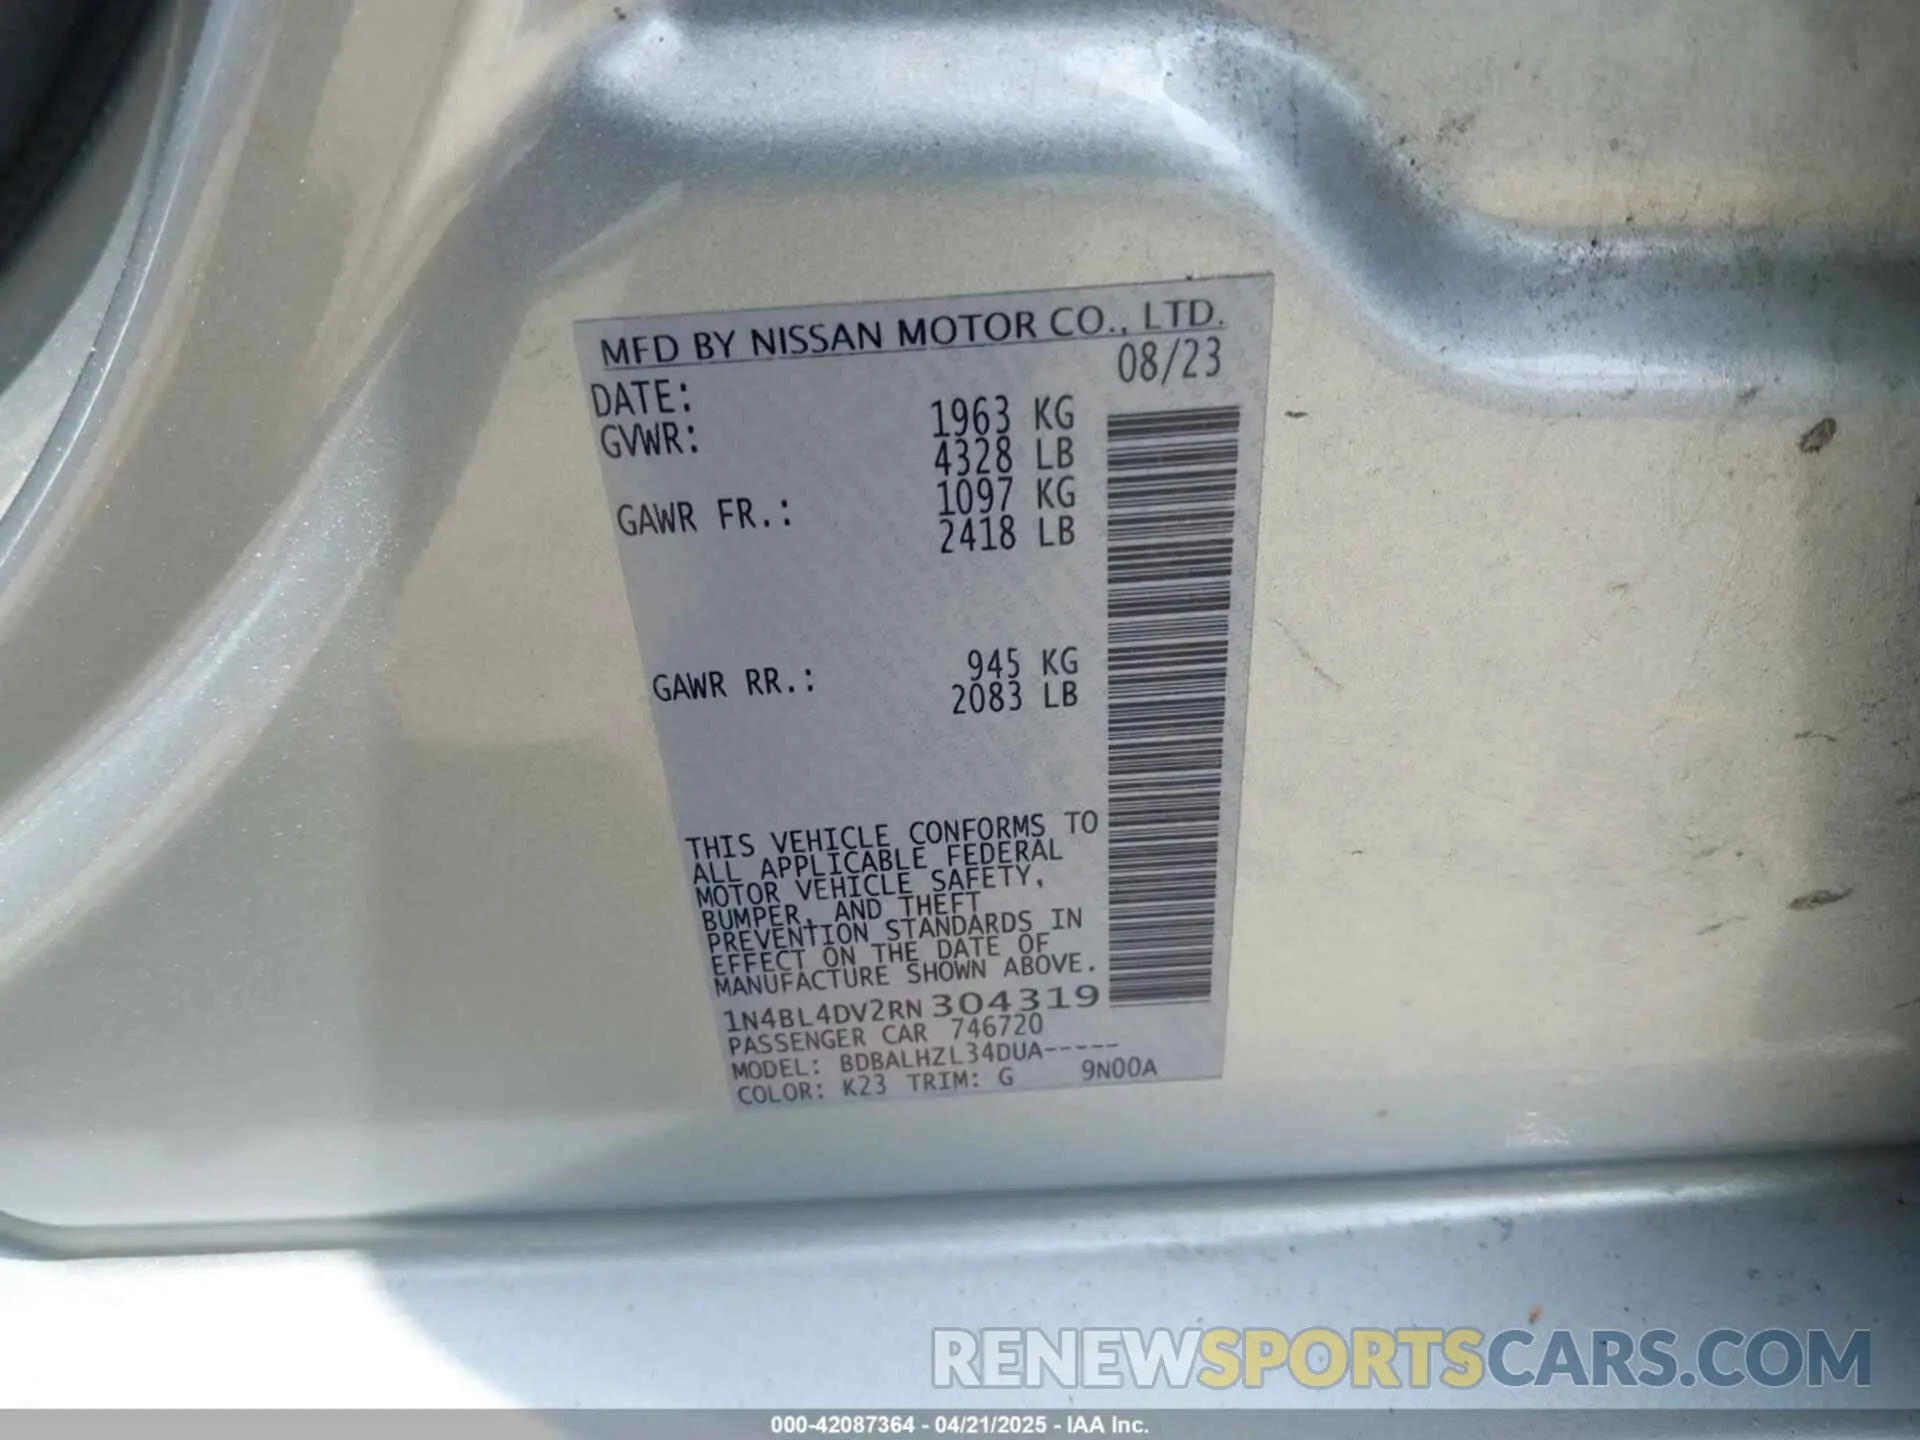 MFD BY NISSAN MOTOR CO., LTD.
DATE: 08/23
GVWR: 1963 KG
4328 LB
GAWR FR.: 1097 KG
2418 LB
GAWR RR.: 945 KG
2083 LB
THIS VEHICLE CONFORMS TO
ALL APPLICABLE FEDERAL
MOTOR VEHICLE SAFETY,
BUMPER, AND THEFT
PREVENTION STANDARDS IN
EFFECT ON THE DATE OF
MANUFACTURE SHOWN ABOVE.
1N4BL4DV2RN304319
PASSENGER CAR 746720
MODEL: BDBALHZL34DUA-----
COLOR: K23 TRIM: G 9N00A
RENEWSPORTSCARS.COM
000-42087364 - 04/21/2025 - IAA Inc.